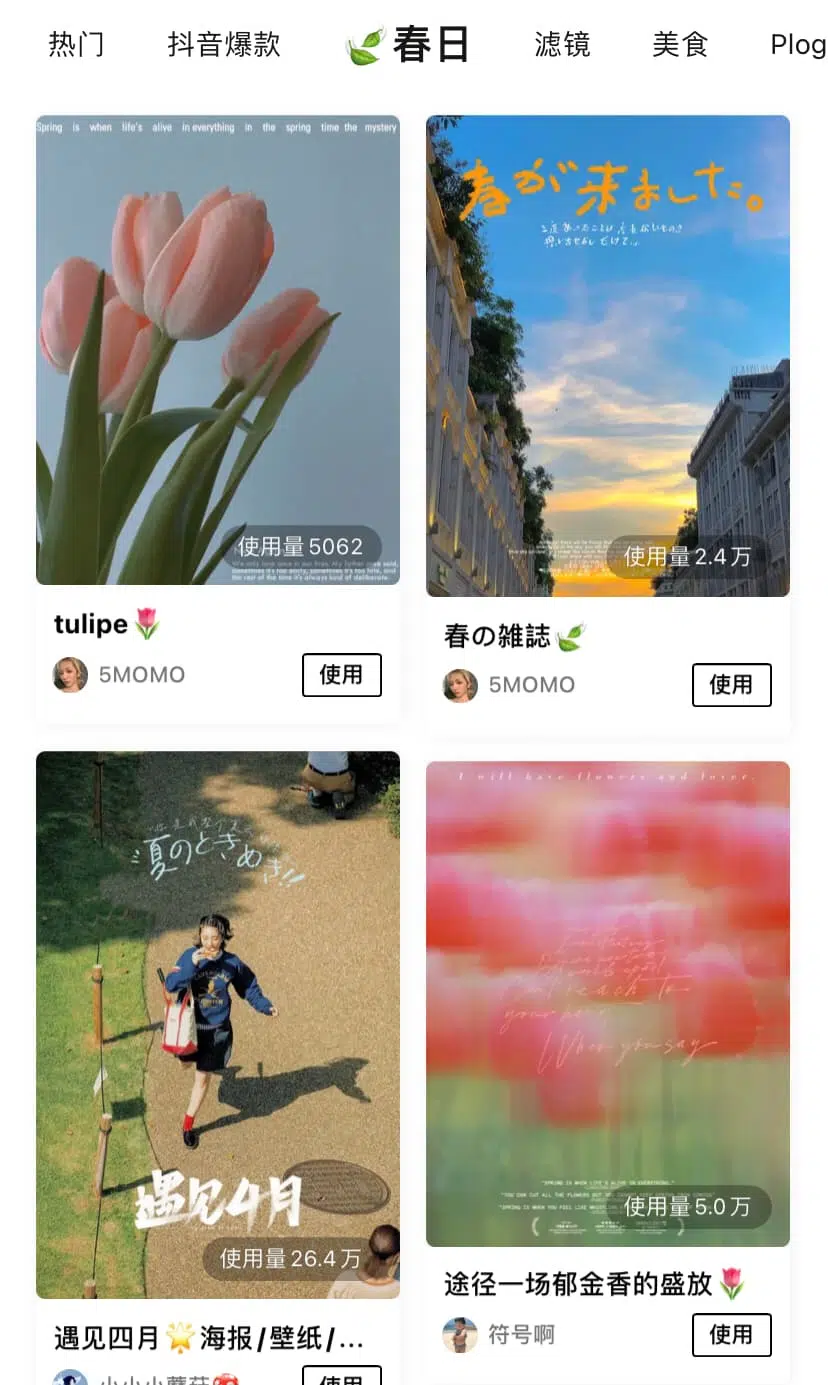 热门 抖音爆款 🍃春日 滤镜 美食 Plog
Spring is when life's alive in everything in the spring time the mystery
使用量 5062
tulipe🌷
5MOMO
使用
春が来ました。
使用量 2.4 万
春の雑誌🍃
5MOMO
使用
夏のときめき!!
遇见4月
使用量 26.4 万
遇见四月🌟海报/壁纸/...
使用
I will have flowers and lover.
When you say
"SPRING IS WHEN LIFE'S ALIVE IN EVERYTHING."
"YOU CAN CUT ALL THE FLOWERS BUT
"SPRING IS WHEN YOU FEEL LIKE WHISTLING
使用量 5.0 万
途径一场郁金香的盛放🌷
符号啊
使用